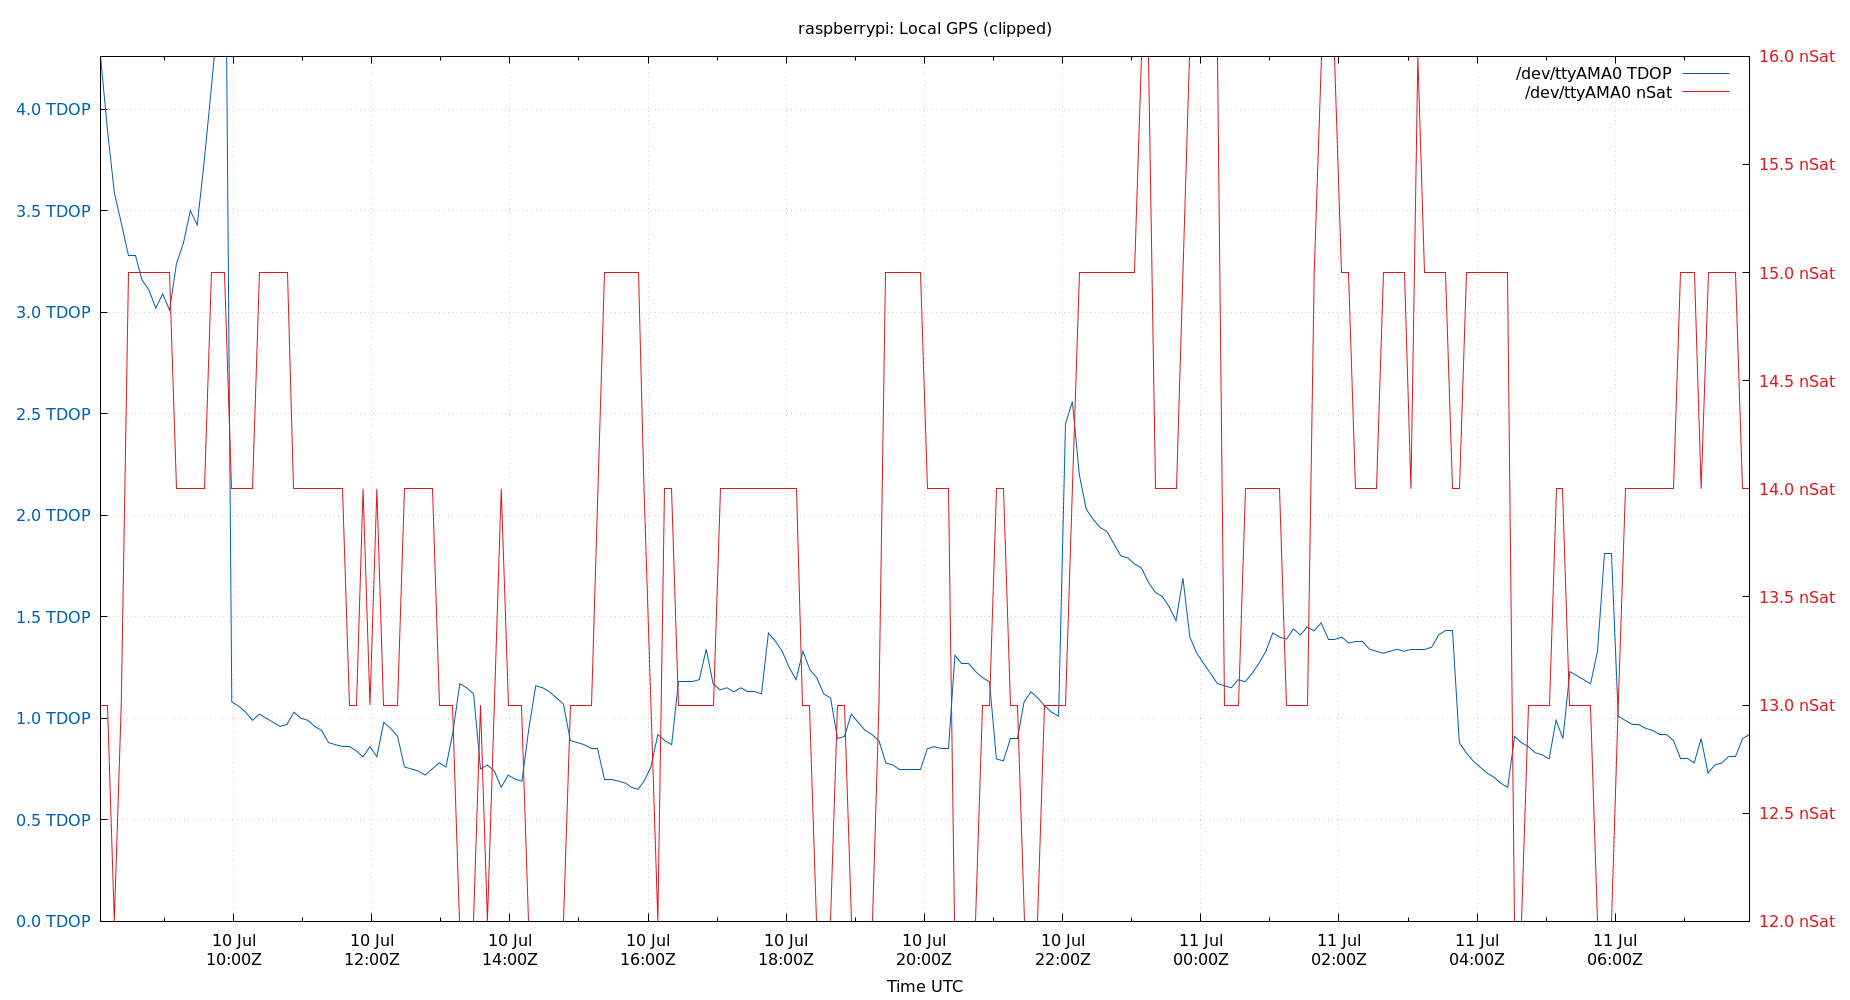 raspberrypi: Local GPS (clipped)
/dev/ttyAMA0 TDOP
/dev/ttyAMA0 nSat
4.0 TDOP
3.5 TDOP
3.0 TDOP
2.5 TDOP
2.0 TDOP
1.5 TDOP
1.0 TDOP
0.5 TDOP
0.0 TDOP
16.0 nSat
15.5 nSat
15.0 nSat
14.5 nSat
14.0 nSat
13.5 nSat
13.0 nSat
12.5 nSat
12.0 nSat
10 Jul
10:00Z
10 Jul
12:00Z
10 Jul
14:00Z
10 Jul
16:00Z
10 Jul
18:00Z
10 Jul
20:00Z
10 Jul
22:00Z
11 Jul
00:00Z
11 Jul
02:00Z
11 Jul
04:00Z
11 Jul
06:00Z
Time UTC